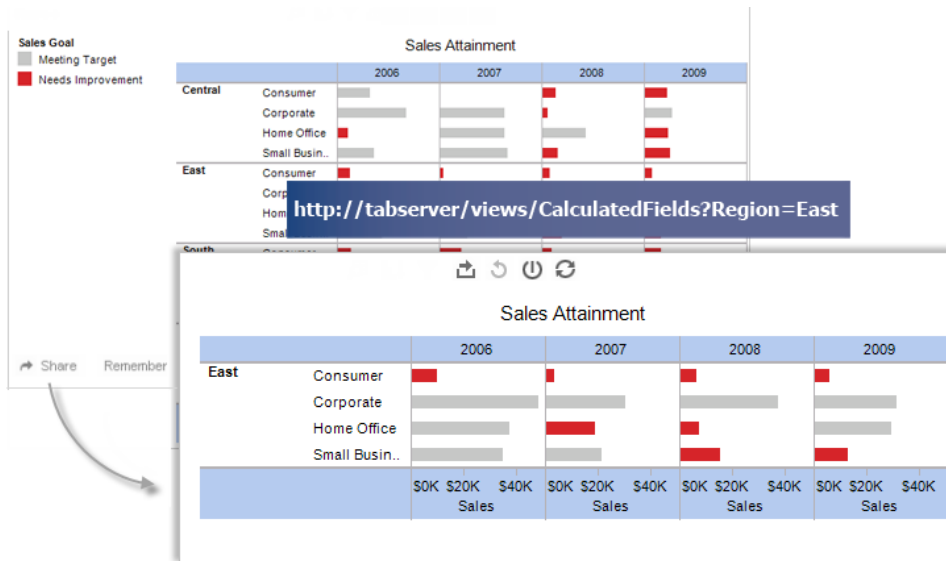 Sales Goal
Meeting Target
Needs Improvement
Sales Attainment
2006 2007 2008 2009
Central Consumer
Corporate
Home Office
Small Busin..
East Consumer
http://tabserver/views/CalculatedFields?Region=East
South Consumer
Share Remember
Sales Attainment
2006 2007 2008 2009
East Consumer
Corporate
Home Office
Small Busin..
$0K $20K $40K $0K $20K $40K $0K $20K $40K $0K $20K $40K
Sales Sales Sales Sales